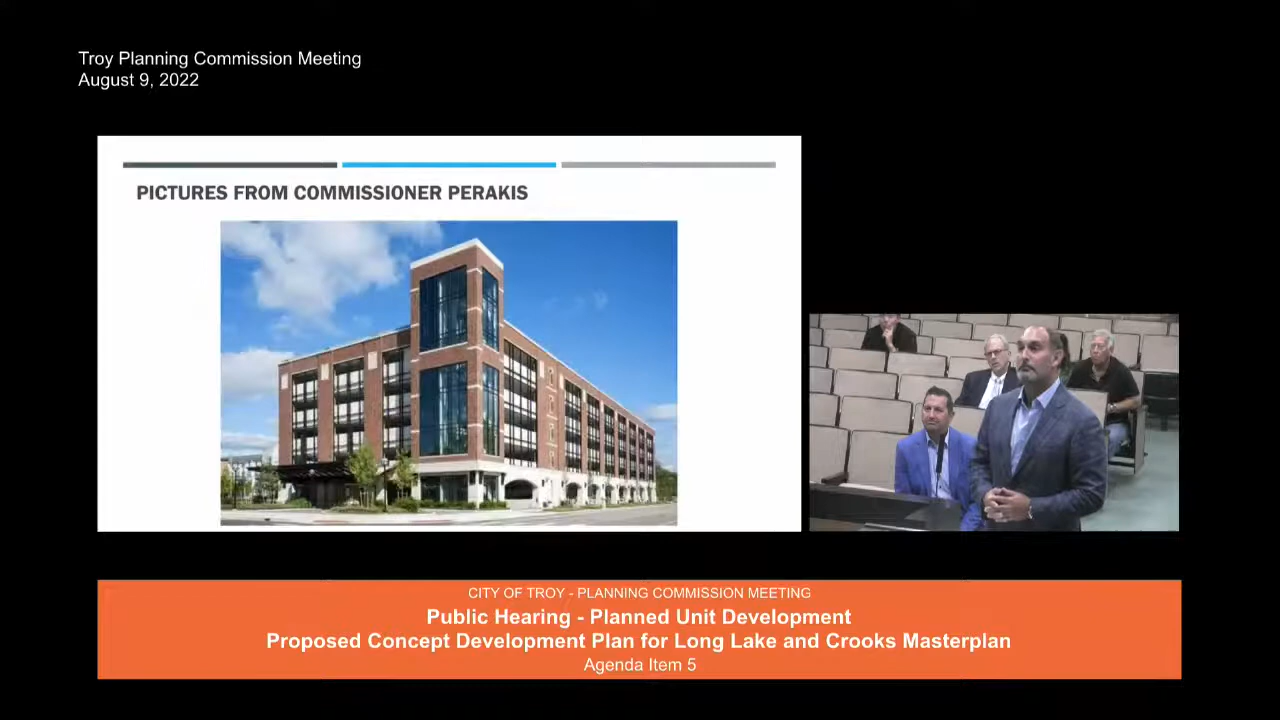 Troy Planning Commission Meeting
August 9, 2022
PICTURES FROM COMMISSIONER PERAKIS
CITY OF TROY - PLANNING COMMISSION MEETING
Public Hearing - Planned Unit Development
Proposed Concept Development Plan for Long Lake and Crooks Masterplan
Agenda Item 5